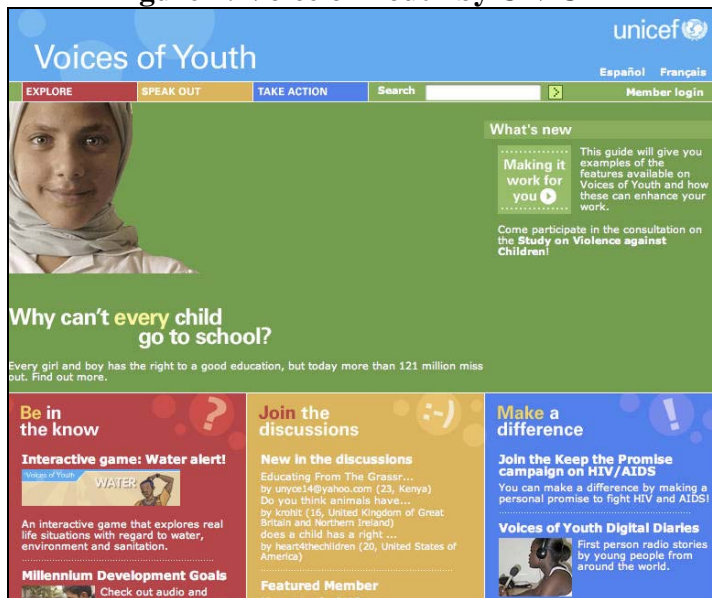 unicef
Voices of Youth
Español Français
EXPLORE SPEAK OUT TAKE ACTION Search Member login
What's new
Making it
work for
you
This guide will give you
examples of the
features available on
Voices of Youth and how
these can enhance your
work.
Come participate in the consultation on
the Study on Violence against
Children!
Why can't every child
go to school?
Every girl and boy has the right to a good education, but today more than 121 million miss
out. Find out more.
Be in
the know
?
Interactive game: Water alert!
Voices of Youth
WATER
An interactive game that explores real
life situations with regard to water,
environment and sanitation.
Millennium Development Goals
Check out audio and
Join the
discussions
:-)
New in the discussions
Educating From The Grassr...
by unyce14@yahoo.com (23, Kenya)
Do you think animals have...
by krohit (16, United Kingdom of Great
Britain and Northern Ireland)
does a child has a right ...
by heart4thechildren (20, United States of
America)
Featured Member
Make a
difference
!
Join the Keep the Promise
campaign on HIV/AIDS
You can make a difference by making a
personal promise to fight HIV and AIDS!
Voices of Youth Digital Diaries
First person radio stories
by young people from
around the world.